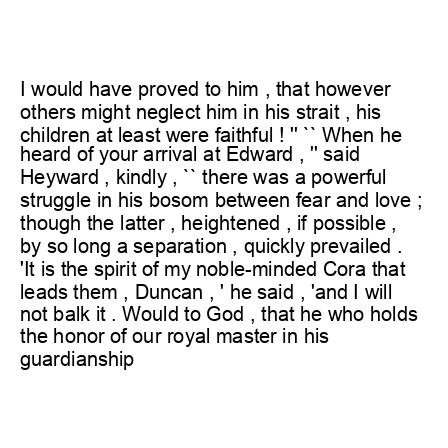 I would have proved to him , that however
others might neglect him in his strait , his
children at least were faithful ! '' `` When he
heard of your arrival at Edward , '' said
Heyward , kindly , `` there was a powerful
struggle in his bosom between fear and love ;
though the latter , heightened , if possible ,
by so long a separation , quickly prevailed .
'It is the spirit of my noble-minded Cora that
leads them , Duncan , ' he said , 'and I will
not balk it . Would to God , that he who holds
the honor of our royal master in his
guardianship